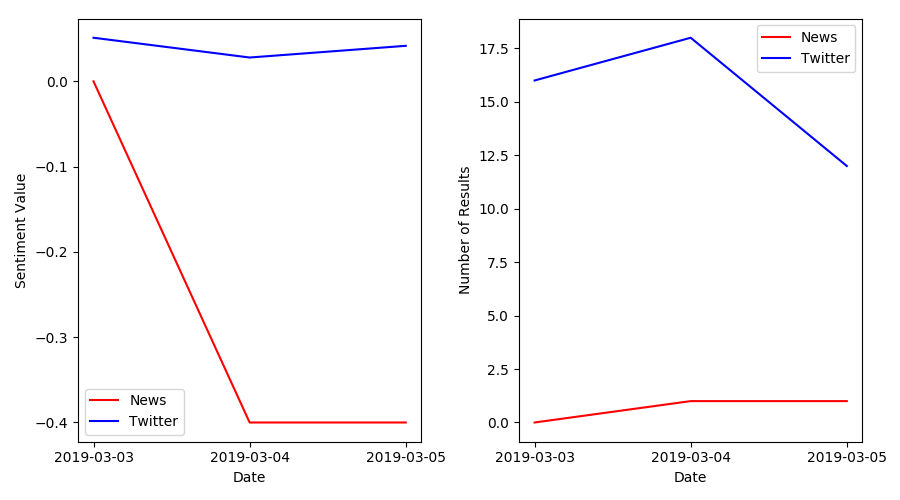 Sentiment Value
0.0
−0.1
−0.2
−0.3
−0.4
News
Twitter
2019-03-03
2019-03-04
2019-03-05
Date
Number of Results
17.5
15.0
12.5
10.0
7.5
5.0
2.5
0.0
News
Twitter
2019-03-03
2019-03-04
2019-03-05
Date